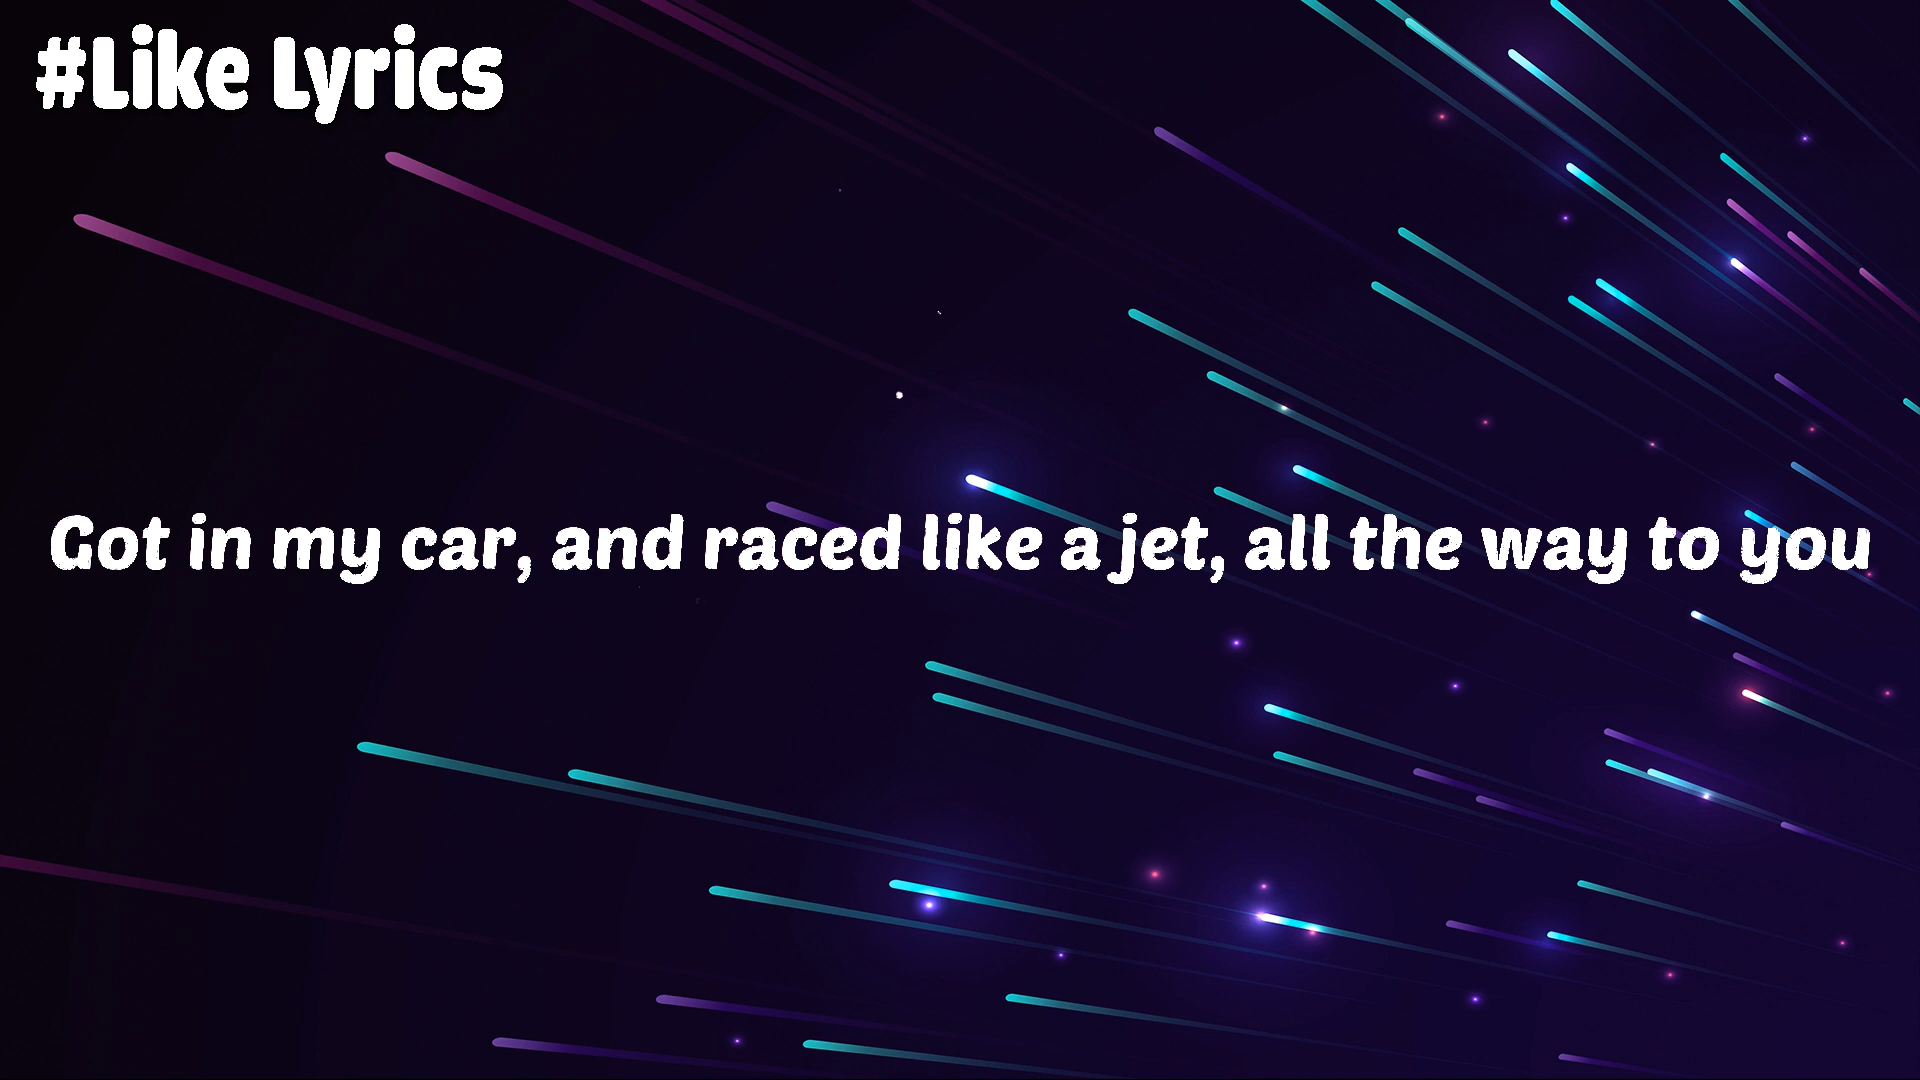 #Like Lyrics
Got in my car, and raced like a jet, all the way to you